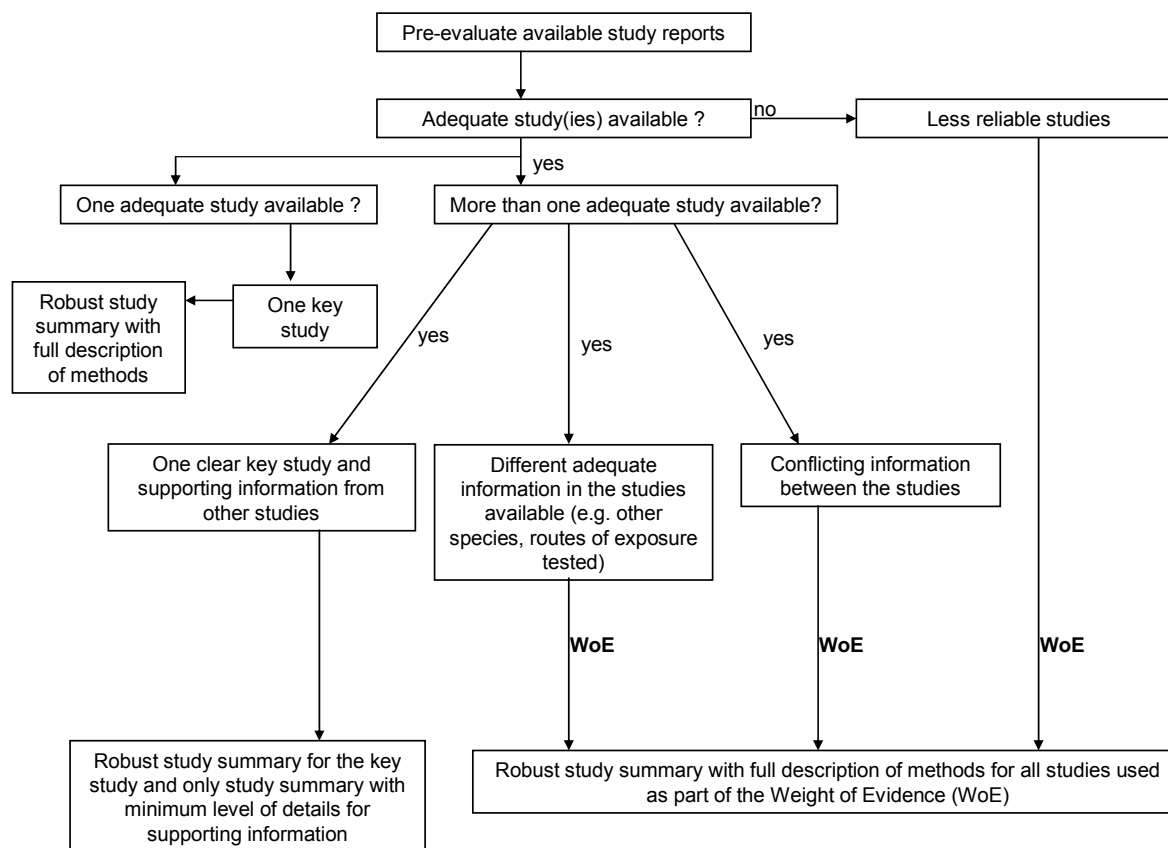 Pre-evaluate available study reports
Adequate study(ies) available ?
no
Less reliable studies
yes
One adequate study available ?
More than one adequate study available?
Robust study
summary with
full description
of methods
One key
study
yes
yes
yes
One clear key study and
supporting information from
other studies
Different adequate
information in the studies
available (e.g. other
species, routes of exposure
tested)
Conflicting information
between the studies
WoE
WoE
WoE
Robust study summary for the key
study and only study summary with
minimum level of details for
supporting information
Robust study summary with full description of methods for all studies used
as part of the Weight of Evidence (WoE)